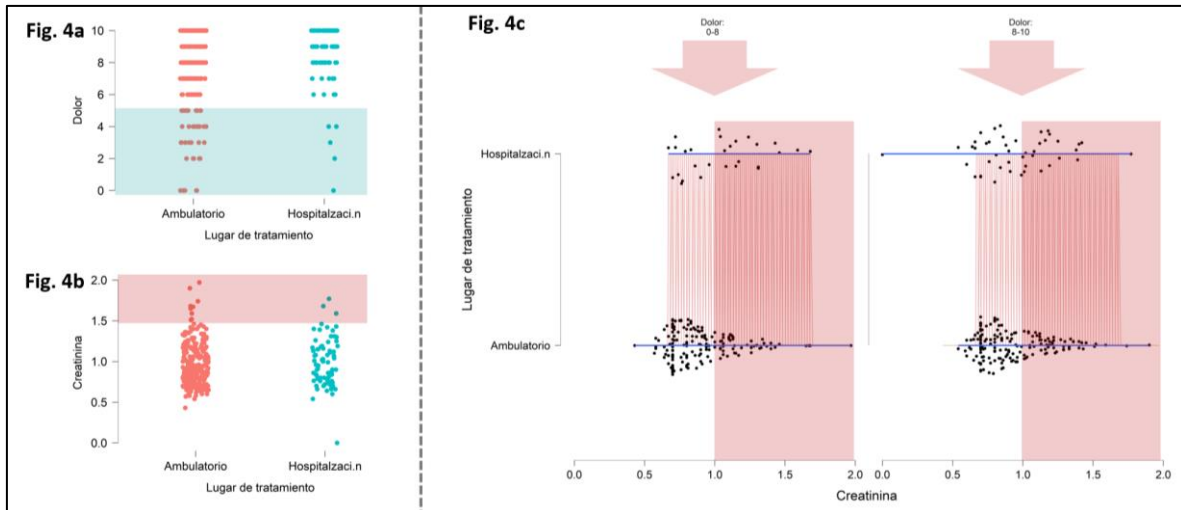 Fig. 4a
10
8
6
4
2
0
Dolor
Ambulatorio
Hospitalzaci.n
Lugar de tratamiento
Fig. 4b
2.0
1.5
1.0
0.5
0.0
Creatinina
Ambulatorio
Hospitalzaci.n
Lugar de tratamiento
Fig. 4c
Dolor:
0-8
Dolor:
8-10
Hospitalzaci.n
Ambulatorio
Lugar de tratamiento
0.0 0.5 1.0 1.5 2.0
0.0 0.5 1.0 1.5 2.0
Creatinina